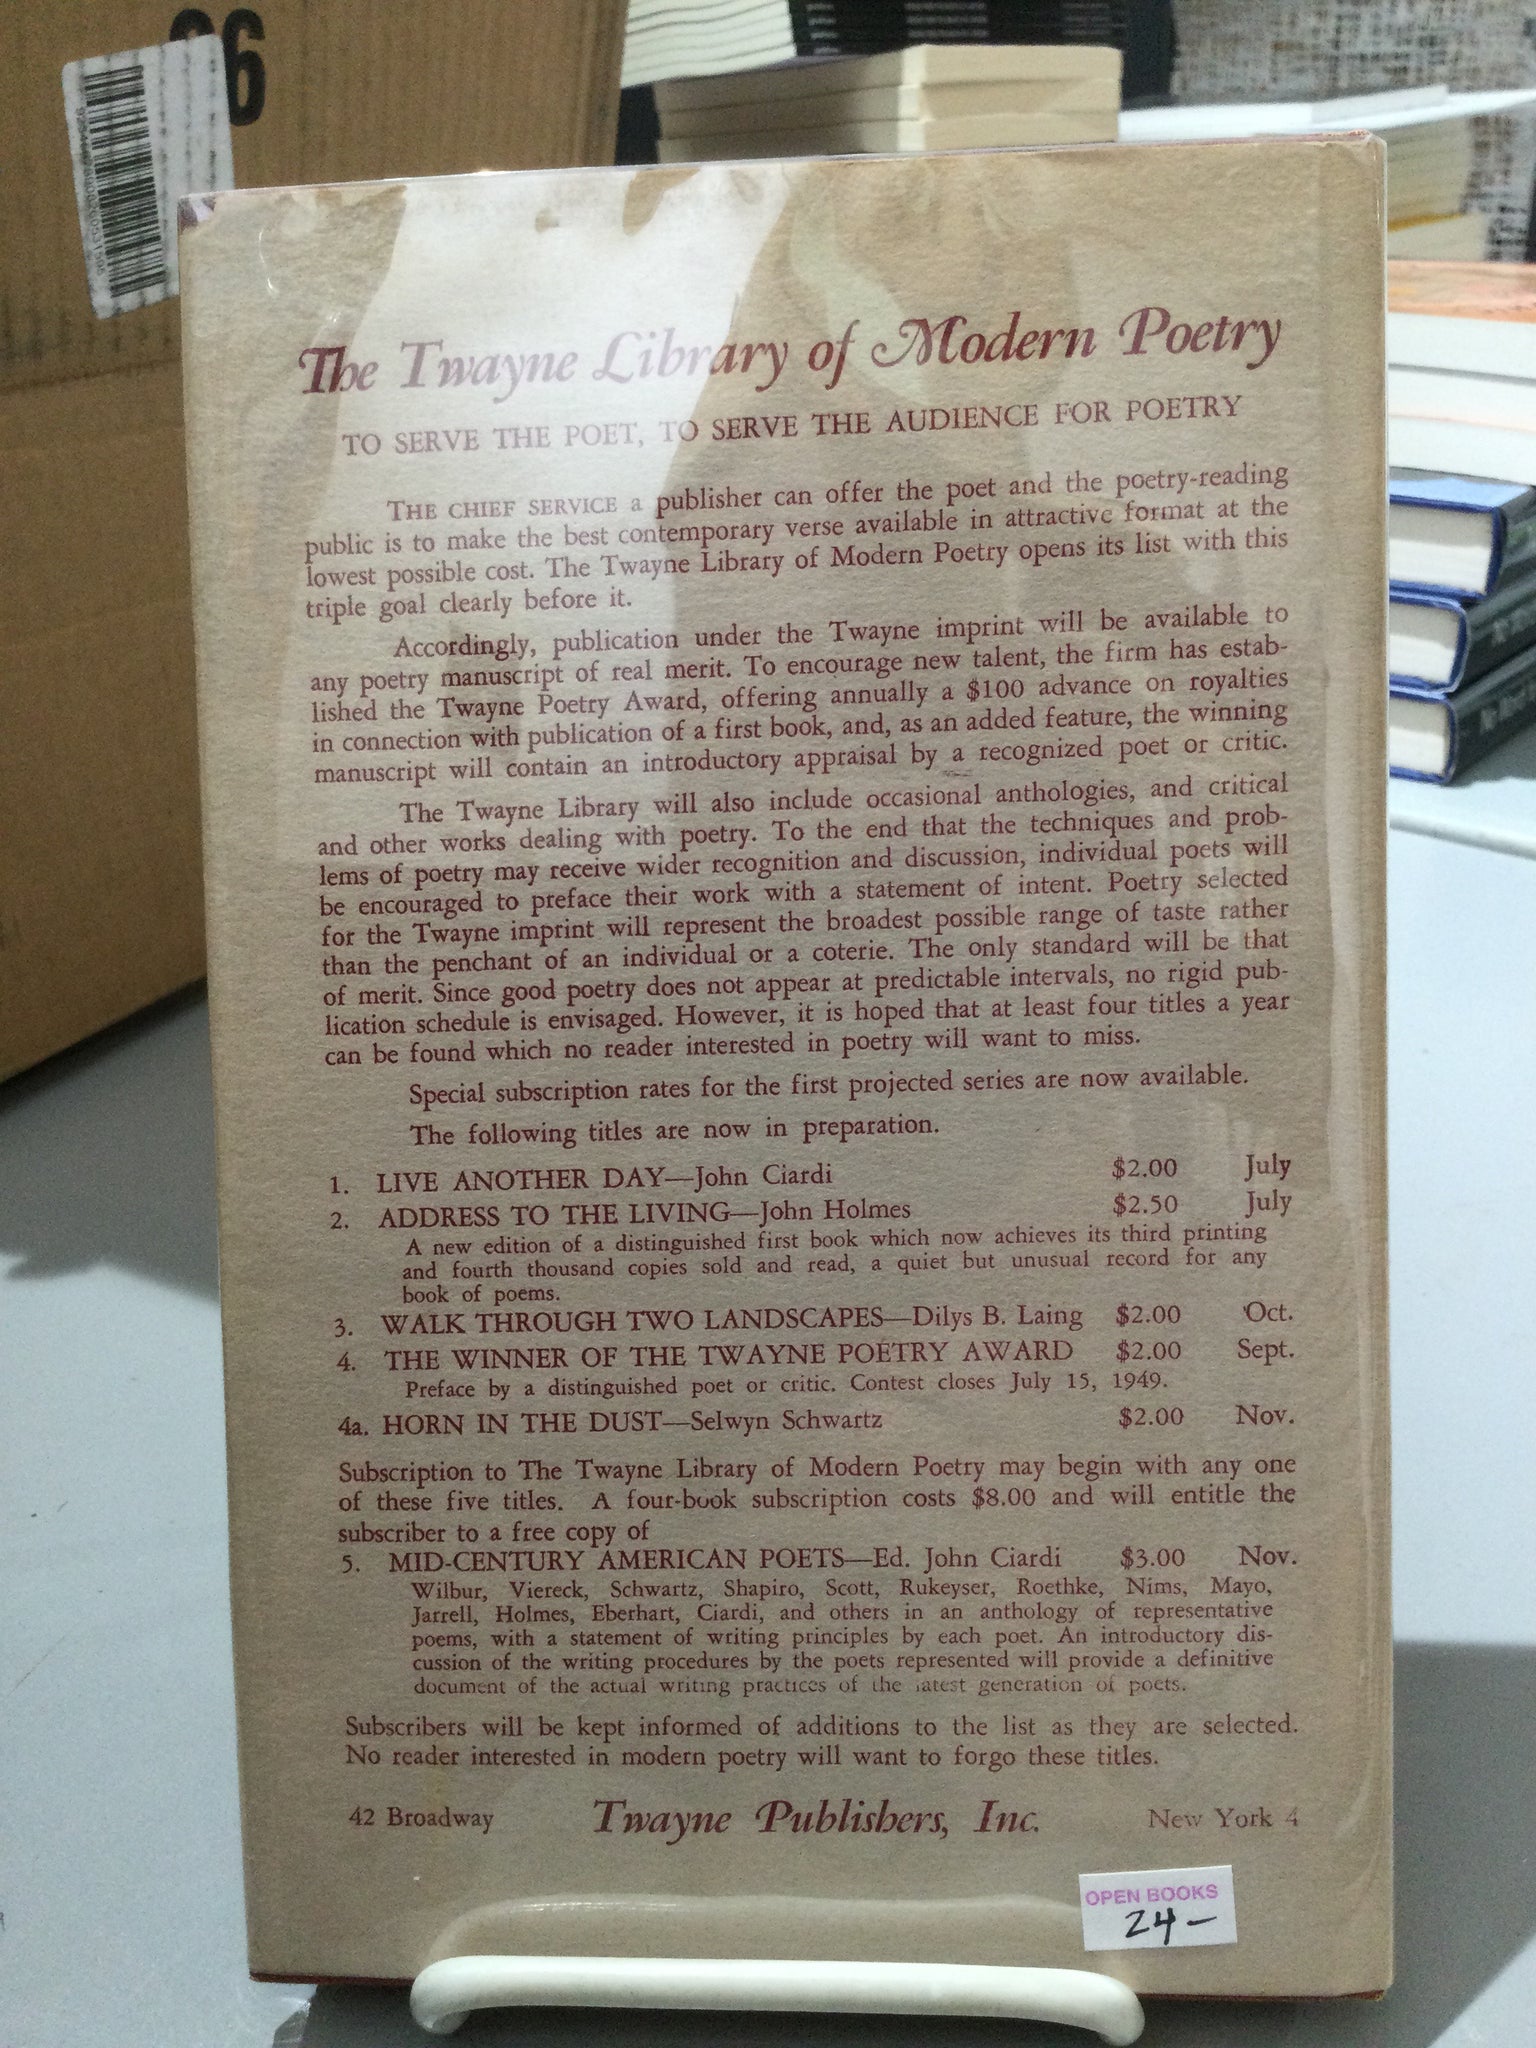 The Twayne Library of Modern Poetry
TO SERVE THE POET, TO SERVE THE AUDIENCE FOR POETRY
THE CHIEF SERVICE a publisher can offer the poet and the poetry-reading
public is to make the best contemporary verse available in attractive format at the
lowest possible cost. The Twayne Library of Modern Poetry opens its list with this
triple goal clearly before it.
Accordingly, publication under the Twayne imprint will be available to
any poetry manuscript of real merit. To encourage new talent, the firm has estab-
lished the Twayne Poetry Award, offering annually a $100 advance on royalties
in connection with publication of a first book, and, as an added feature, the winning
manuscript will contain an introductory appraisal by a recognized poet or critic.
The Twayne Library will also include occasional anthologies, and critical
and other works dealing with poetry. To the end that the techniques and prob-
lems of poetry may receive wider recognition and discussion, individual poets will
be encouraged to preface their work with a statement of intent. Poetry selected
for the Twayne imprint will represent the broadest possible range of taste rather
than the penchant of an individual or a coterie. The only standard will be that
of merit. Since good poetry does not appear at predictable intervals, no rigid pub-
lication schedule is envisaged. However, it is hoped that at least four titles a year
can be found which no reader interested in poetry will want to miss.
Special subscription rates for the first projected series are now available.
The following titles are now in preparation.
1. LIVE ANOTHER DAY—John Ciardi $2.00 July
2. ADDRESS TO THE LIVING—John Holmes $2.50 July
A new edition of a distinguished first book which now achieves its third printing
and fourth thousand copies sold and read, a quiet but unusual record for any
book of poems.
3. WALK THROUGH TWO LANDSCAPES—Dilys B. Laing $2.00 Oct.
4. THE WINNER OF THE TWAYNE POETRY AWARD $2.00 Sept.
Preface by a distinguished poet or critic. Contest closes July 15, 1949.
4a. HORN IN THE DUST—Selwyn Schwartz $2.00 Nov.
Subscription to The Twayne Library of Modern Poetry may begin with any one
of these five titles. A four-book subscription costs $8.00 and will entitle the
subscriber to a free copy of
5. MID-CENTURY AMERICAN POETS—Ed. John Ciardi $3.00 Nov.
Wilbur, Viereck, Schwartz, Shapiro, Scott, Rukeyser, Roethke, Nims, Mayo,
Jarrell, Holmes, Eberhart, Ciardi, and others in an anthology of representative
poems, with a statement of writing principles by each poet. An introductory dis-
cussion of the writing procedures by the poets represented will provide a definitive
document of the actual writing practices of the latest generation of poets.
Subscribers will be kept informed of additions to the list as they are selected.
No reader interested in modern poetry will want to forgo these titles.
42 Broadway Twayne Publishers, Inc. New York 4
OPEN BOOKS
24—